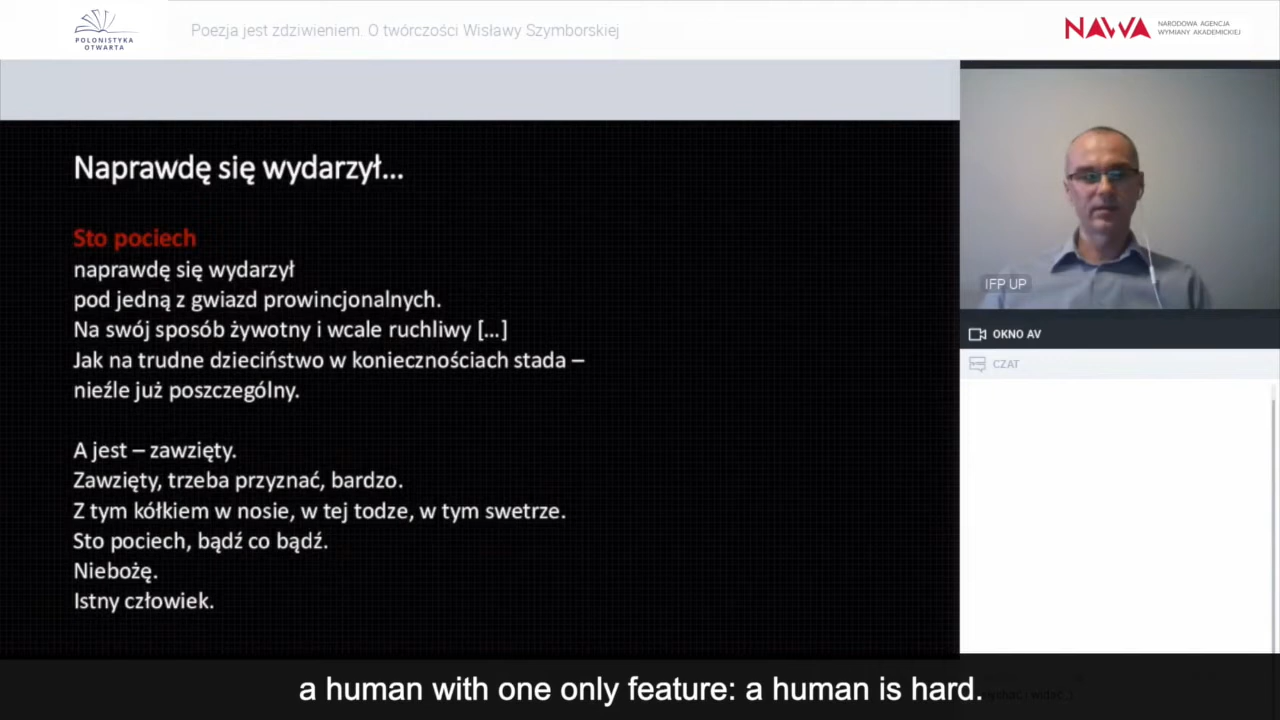 POLONISTYKA
OTWARTA
Poezja jest zdziwieniem. O twórczości Wisławy Szymborskiej
NAWA
NARODOWA AGENCJA
WYMIANY AKADEMICKIEJ
Naprawdę się wydarzył...
Sto pociech
naprawdę się wydarzył
pod jedną z gwiazd prowincjonalnych.
Na swój sposób żywotny i wcale ruchliwy [...]
Jak na trudne dzieciństwo w koniecznościach stada –
nieźle już poszczególny.
A jest – zawzięty.
Zawzięty, trzeba przyznać, bardzo.
Z tym kółkiem w nosie, w tej todze, w tym swetrze.
Sto pociech, bądź co bądź.
Niebożę.
Istny człowiek.
IFP UP
OKNO AV
CZAT
a human with one only feature: a human is hard.